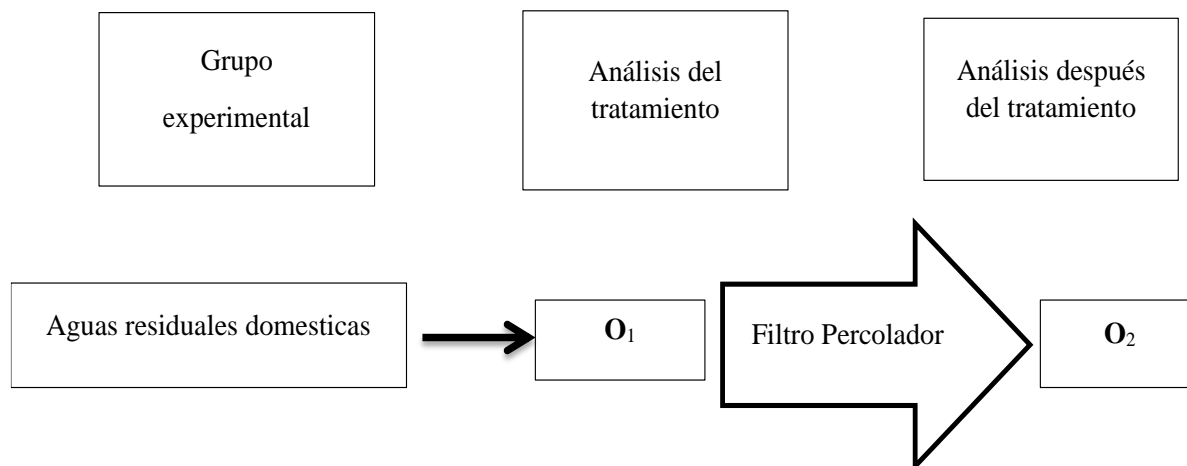 Grupo
experimental
Análisis del
tratamiento
Análisis después
del tratamiento
Aguas residuales domesticas
O₁
Filtro Percolador
O₂